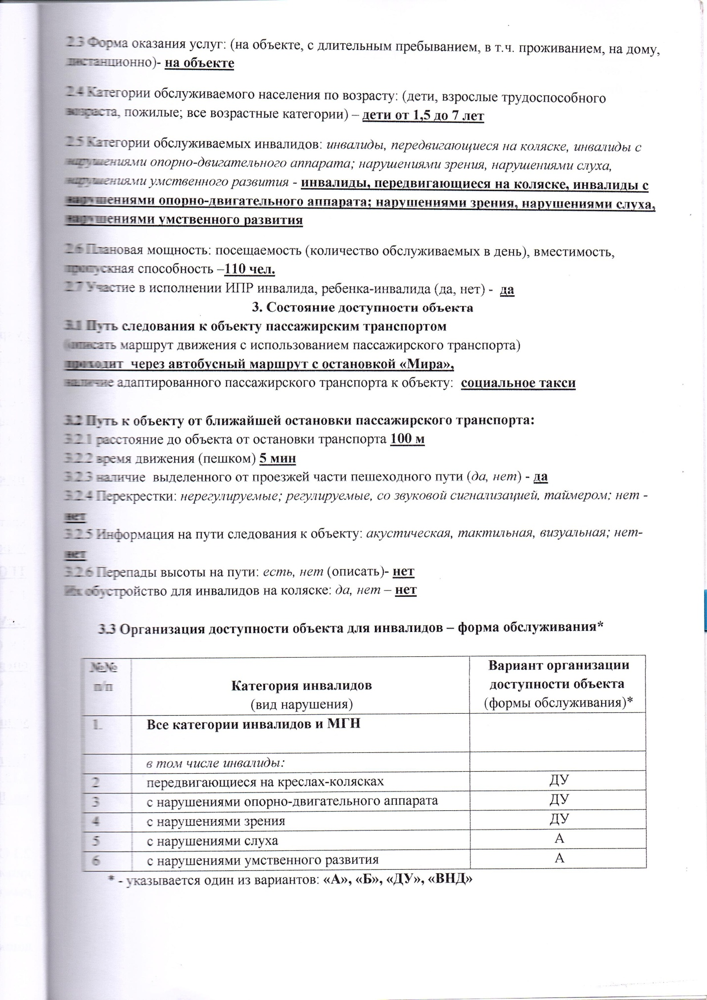 2.3 Форма оказания услуг: (на объекте, с длительным пребыванием, в т.ч. проживанием, на дому,
дистанционно)- на объекте
2.4 Категории обслуживаемого населения по возрасту: (дети, взрослые трудоспособного
возраста, пожилые; все возрастные категории) – дети от 1,5 до 7 лет
2.5 Категории обслуживаемых инвалидов: инвалиды, передвигающиеся на коляске, инвалиды с
нарушениями опорно-двигательного аппарата; нарушениями зрения, нарушениями слуха,
нарушениями умственного развития - инвалиды, передвигающиеся на коляске, инвалиды с
нарушениями опорно-двигательного аппарата; нарушениями зрения, нарушениями слуха,
нарушениями умственного развития
2.6 Плановая мощность: посещаемость (количество обслуживаемых в день), вместимость,
пропускная способность –110 чел.
2.7 Участие в исполнении ИПР инвалида, ребенка-инвалида (да, нет) - да
3. Состояние доступности объекта
3.1 Путь следования к объекту пассажирским транспортом
(описать маршрут движения с использованием пассажирского транспорта)
проходит через автобусный маршрут с остановкой «Мира»,
наличие адаптированного пассажирского транспорта к объекту: социальное такси
3.2 Путь к объекту от ближайшей остановки пассажирского транспорта:
3.2.1 расстояние до объекта от остановки транспорта 100 м
3.2.2 время движения (пешком) 5 мин
3.2.3 наличие выделенного от проезжей части пешеходного пути (да, нет) - да
3.2.4 Перекрестки: нерегулируемые; регулируемые, со звуковой сигнализацией, таймером; нет -
нет
3.2.5 Информация на пути следования к объекту: акустическая, тактильная, визуальная; нет-
нет
3.2.6 Перепады высоты на пути: есть, нет (описать)- нет
Их обустройство для инвалидов на коляске: да, нет – нет
3.3 Организация доступности объекта для инвалидов – форма обслуживания*
№№ п/п Категория инвалидов (вид нарушения) Вариант организации доступности объекта (формы обслуживания)*
1. Все категории инвалидов и МГН
в том числе инвалиды:
2 передвигающиеся на креслах-колясках ДУ
3 с нарушениями опорно-двигательного аппарата ДУ
4 с нарушениями зрения ДУ
5 с нарушениями слуха А
6 с нарушениями умственного развития А
* - указывается один из вариантов: «А», «Б», «ДУ», «ВНД»